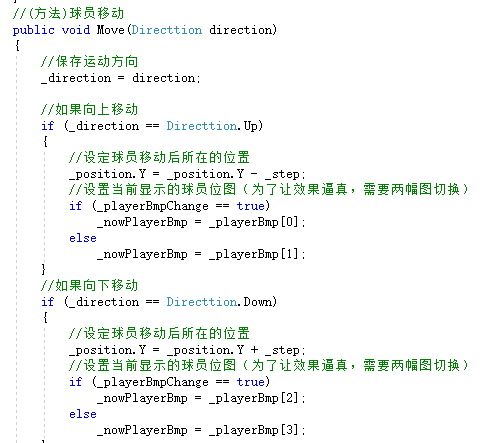 //(方法)球员移动
public void Move(Directtion direction)
{
//保存运动方向
_direction = direction;
//如果向上移动
if (_direction == Directtion.Up)
{
//设定球员移动后所在的位置
_position.Y = _position.Y - _step;
//设置当前显示的球员位图（为了让效果逼真，需要两幅图切换）
if (_playerBmpChange == true)
_nowPlayerBmp = _playerBmp[0];
else
_nowPlayerBmp = _playerBmp[1];
}
//如果向下移动
if (_direction == Directtion.Down)
{
//设定球员移动后所在的位置
_position.Y = _position.Y + _step;
//设置当前显示的球员位图（为了让效果逼真，需要两幅图切换）
if (_playerBmpChange == true)
_nowPlayerBmp = _playerBmp[2];
else
_nowPlayerBmp = _playerBmp[3];